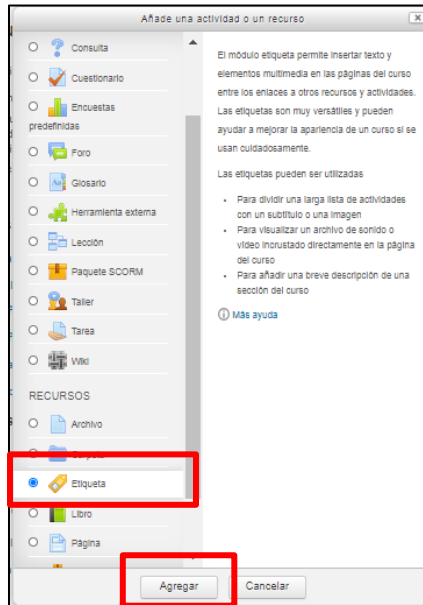 Añade una actividad o un recurso
Consulta
Cuestionario
Encuestas
predefinidas
Foro
Glosario
Herramienta externa
Lección
Paquete SCORM
Taller
Tarea
Wiki
RECURSOS
Archivo
Carpeta
Etiqueta
Libro
Página
El módulo etiqueta permite insertar texto y
elementos multimedia en las páginas del curso
entre los enlaces a otros recursos y actividades.
Las etiquetas son muy versátiles y pueden
ayudar a mejorar la apariencia de un curso si se
usan cuidadosamente.
Las etiquetas pueden ser utilizadas
Para dividir una larga lista de actividades
con un subtítulo o una imagen
Para visualizar un archivo de sonido o
vídeo incrustado directamente en la página
del curso
Para añadir una breve descripción de una
sección del curso
Más ayuda
Agregar
Cancelar